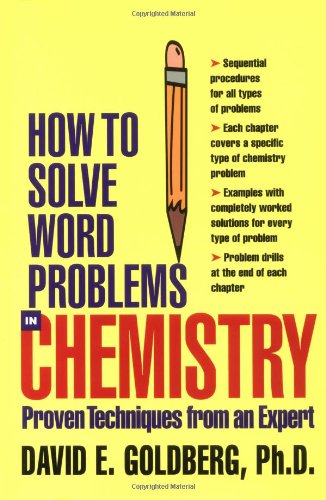 HOW TO
SOLVE
WORD
PROBLEMS
IN
CHEMISTRY
Proven Techniques from an Expert
DAVID E. GOLDBERG, Ph.D.
➤ Sequential
procedures
for all types
of problems
➤ Each chapter
covers a specific
type of chemistry
problem
➤ Examples with
completely worked
solutions for every
type of problem
➤ Problem drills
at the end of each
chapter